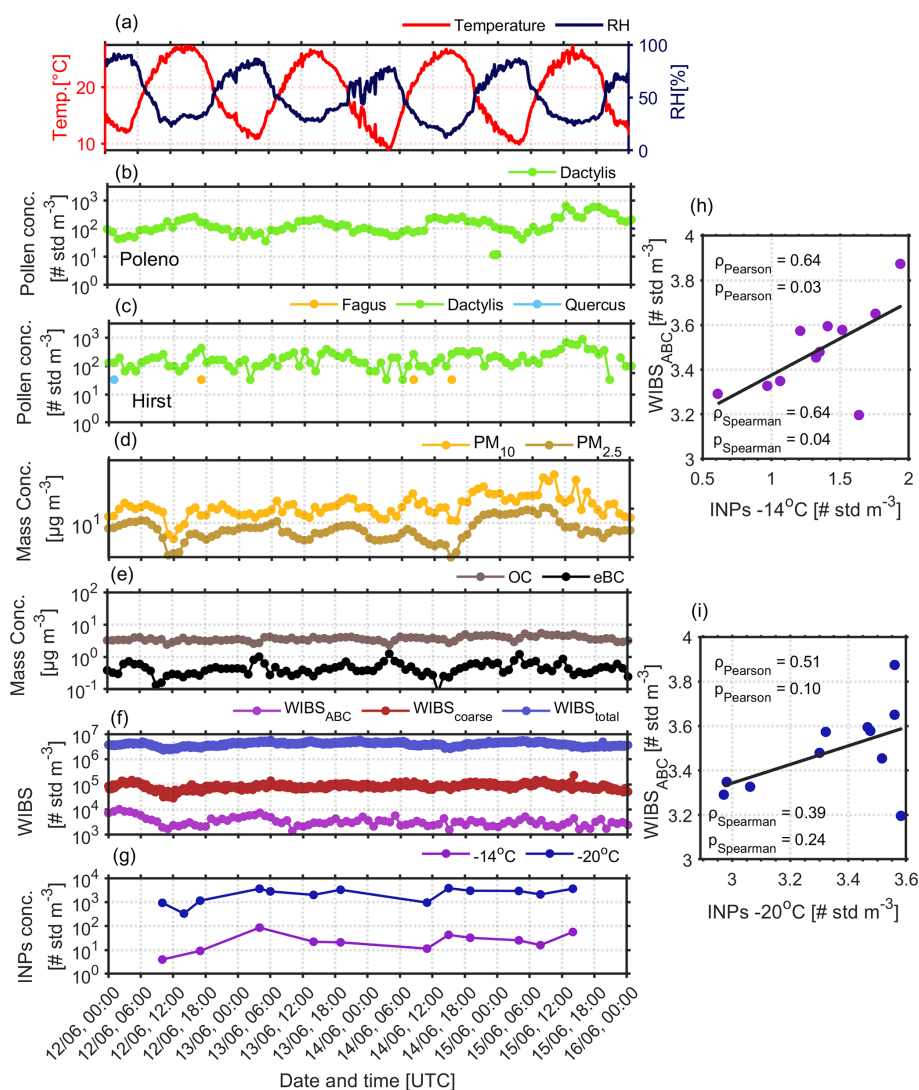 (a)
Temperature RH
Temp.[°C]
20
10
100
50
0
RH[%]
(b)
Dactylis
Pollen conc.
[# std m⁻³]
10³
10²
10¹
10⁰
Poleno
(c)
Fagus Dactylis Quercus
Pollen conc.
[# std m⁻³]
10³
10²
10¹
10⁰
Hirst
(d)
PM₁₀ PM₂.₅
Mass Conc.
[µg m⁻³]
10¹
(e)
OC eBC
Mass Conc.
[µg m⁻³]
10²
10¹
10⁰
10⁻¹
(f)
WIBS_ABC WIBS_coarse WIBS_total
WIBS
[# std m⁻³]
10⁷
10⁶
10⁵
10⁴
10³
(g)
-14°C -20°C
INPs conc.
[# std m⁻³]
10⁴
10³
10²
10¹
10⁰
12/06, 00:00
12/06, 06:00
12/06, 12:00
12/06, 18:00
13/06, 00:00
13/06, 06:00
13/06, 12:00
13/06, 18:00
14/06, 00:00
14/06, 06:00
14/06, 12:00
14/06, 18:00
15/06, 00:00
15/06, 06:00
15/06, 12:00
15/06, 18:00
16/06, 00:00
Date and time [UTC]
(h)
WIBS_ABC [# std m⁻³]
4
3.8
3.6
3.4
3.2
3
ρ_Pearson = 0.64
p_Pearson = 0.03
ρ_Spearman = 0.64
p_Spearman = 0.04
0.5 1 1.5 2
INPs -14°C [# std m⁻³]
(i)
WIBS_ABC [# std m⁻³]
4
3.8
3.6
3.4
3.2
3
ρ_Pearson = 0.51
p_Pearson = 0.10
ρ_Spearman = 0.39
p_Spearman = 0.24
3 3.2 3.4 3.6
INPs -20°C [# std m⁻³]